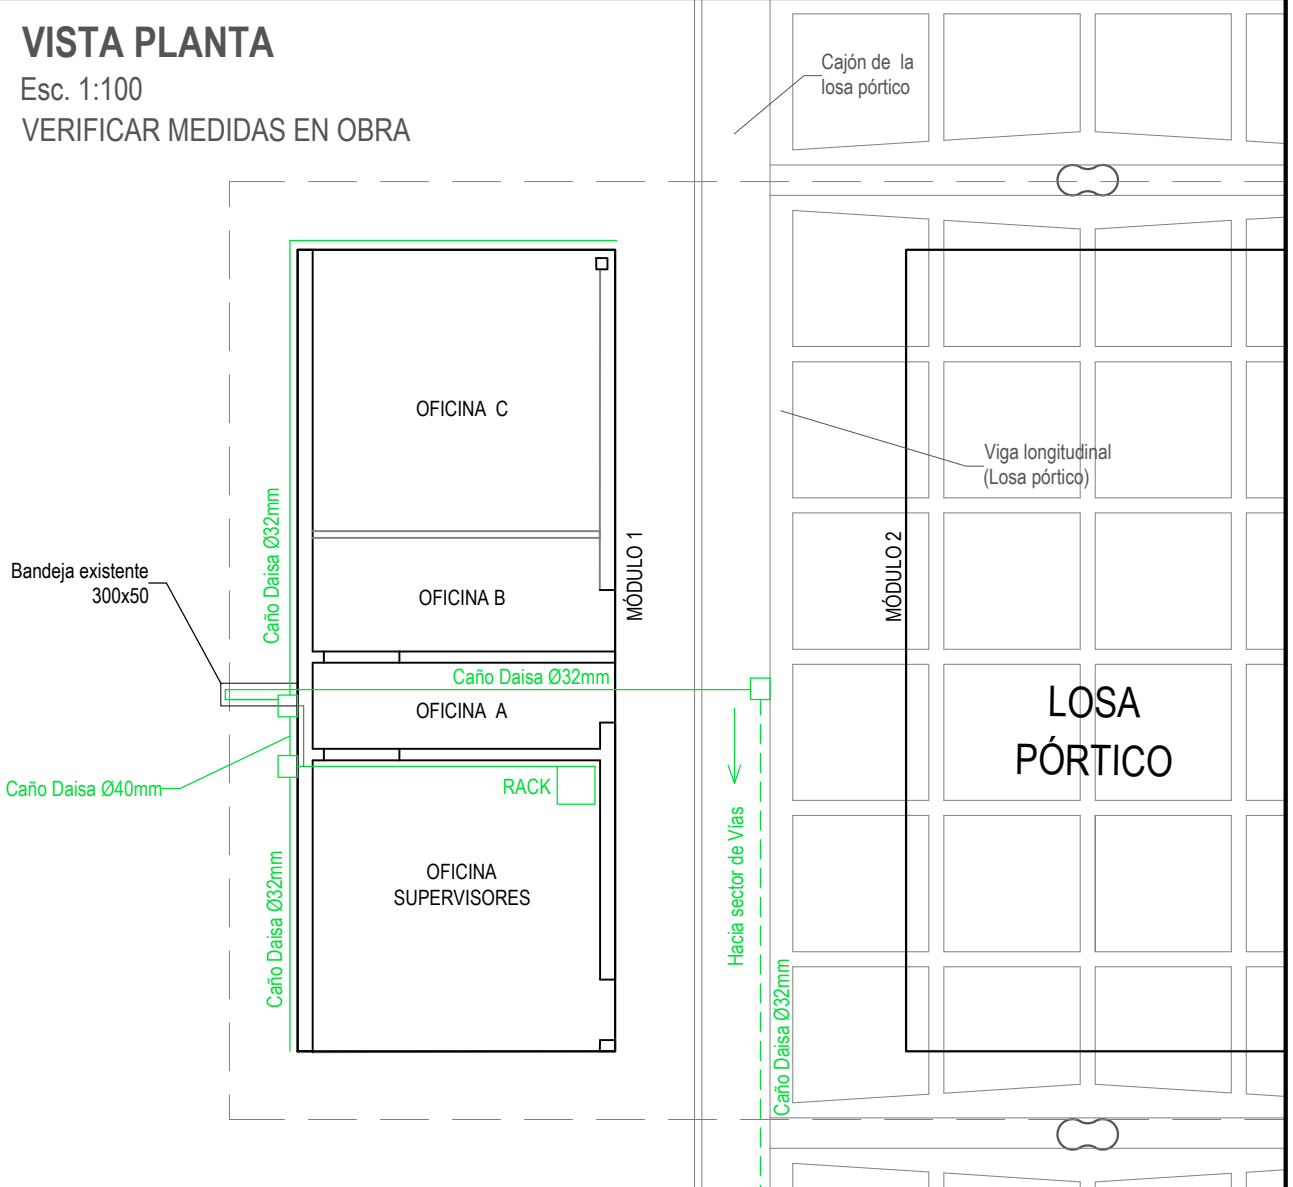 VISTA PLANTA
Esc. 1:100
VERIFICAR MEDIDAS EN OBRA
Cajón de la
losa pórtico
OFICINA C
Viga longitudinal
(Losa pórtico)
Caño Daisa Ø32mm
MÓDULO 1
MÓDULO 2
Bandeja existente
300x50
OFICINA B
Caño Daisa Ø32mm
OFICINA A
LOSA
PÓRTICO
Caño Daisa Ø40mm
RACK
Hacia sector de Vías
OFICINA
SUPERVISORES
Caño Daisa Ø32mm
Caño Daisa Ø32mm